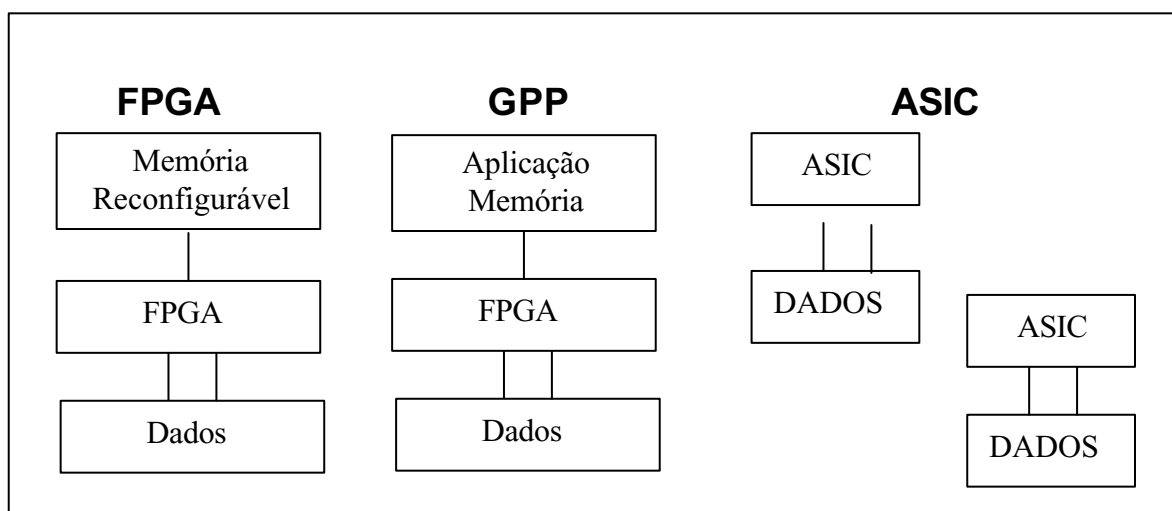 FPGA
Memória
Reconfigurável
FPGA
Dados
GPP
Aplicação
Memória
FPGA
Dados
ASIC
ASIC
DADOS
ASIC
DADOS